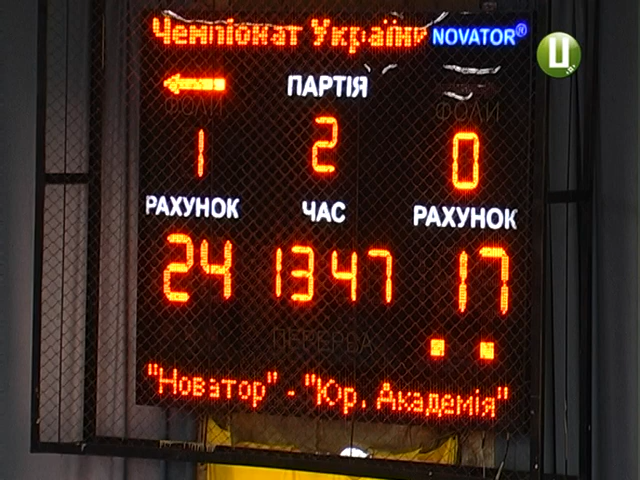 Чемпіонат України NOVATOR®
Ц
ПАРТІЯ
ФОЛИ ФОЛИ
1 2 0
РАХУНОК ЧАС РАХУНОК
24 13 47 17
ПЕРЕРВА
"Новатор" - "Юр. Академія"